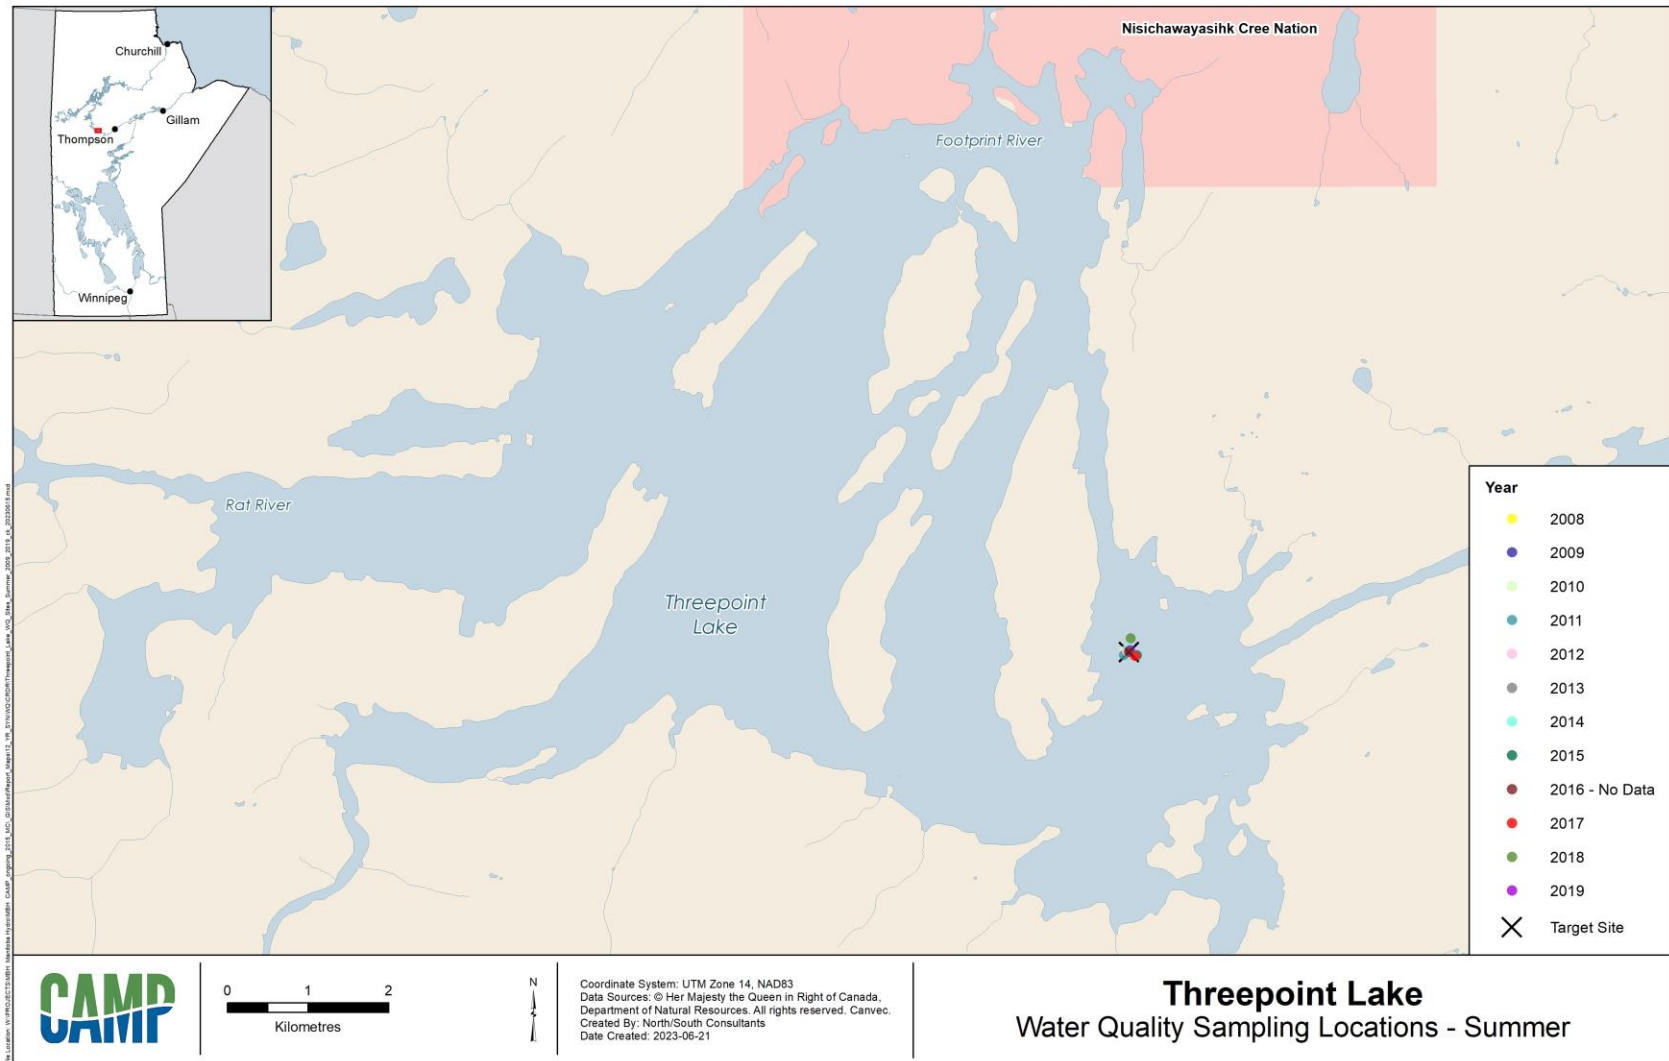 Churchill
Gillam
Thompson
Winnipeg
Nisichawayasihk Cree Nation
Footprint River
Rat River
Threepoint
Lake
Year
2008
2009
2010
2011
2012
2013
2014
2015
2016 - No Data
2017
2018
2019
Target Site
CAMP
0 1 2
Kilometres
N
Coordinate System: UTM Zone 14, NAD83
Data Sources: © Her Majesty the Queen in Right of Canada,
Department of Natural Resources. All rights reserved. Canvec.
Created By: North/South Consultants
Date Created: 2023-06-21
Threepoint Lake
Water Quality Sampling Locations - Summer